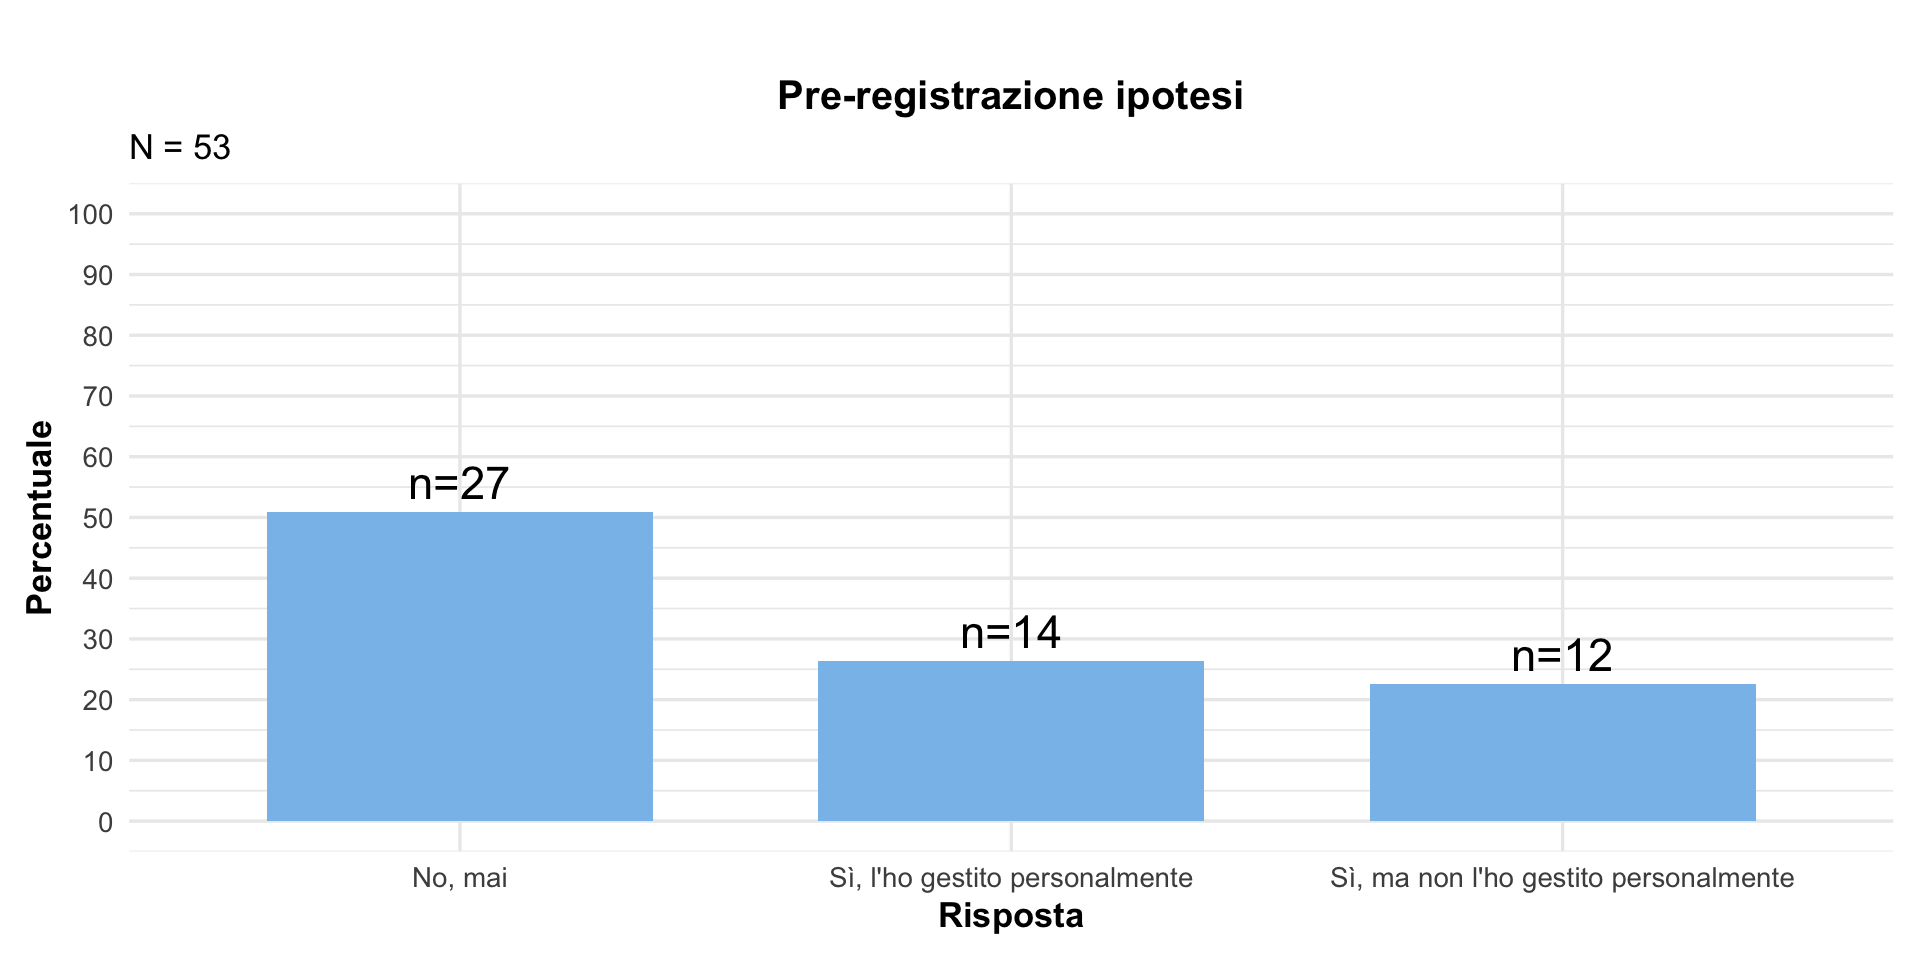 Pre-registrazione ipotesi
N = 53
100
90
80
70
60
50
40
30
20
10
0
Percentuale
n=27
n=14
n=12
No, mai
Sì, l'ho gestito personalmente
Sì, ma non l'ho gestito personalmente
Risposta